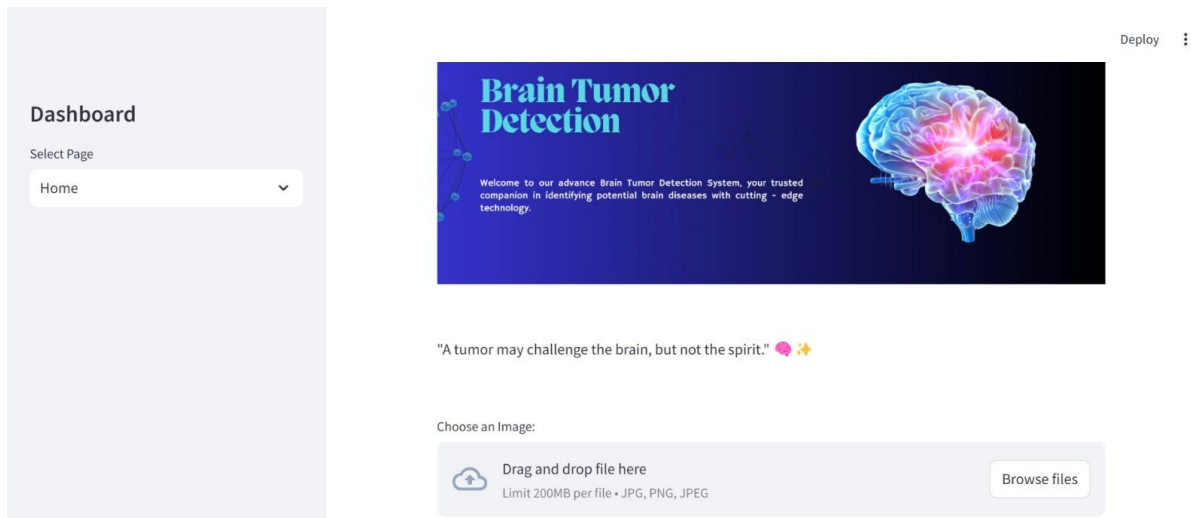 Deploy
Dashboard
Select Page
Home
Brain Tumor
Detection
Welcome to our advance Brain Tumor Detection System, your trusted
companion in identifying potential brain diseases with cutting - edge
technology.
"A tumor may challenge the brain, but not the spirit." 🧠✨
Choose an Image:
Drag and drop file here
Limit 200MB per file • JPG, PNG, JPEG
Browse files